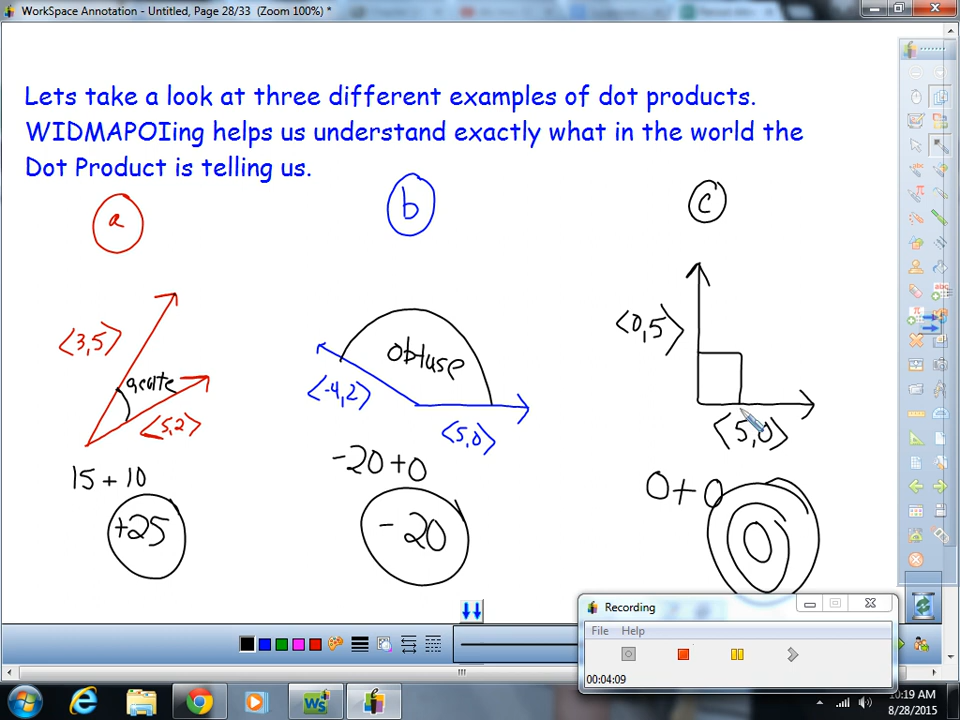 WorkSpace Annotation - Untitled, Page 28/33 (Zoom 100%) *
Lets take a look at three different examples of dot products.
WIDMAPOIing helps us understand exactly what in the world the
Dot Product is telling us.
a
b
c
<3,5>
acute
<5,2>
15 + 10
+25
obtuse
<-4,2>
<5,0>
-20+0
-20
<0,5>
<5,0>
0+0
0
Recording
File Help
00:04:09
10:19 AM
8/28/2015